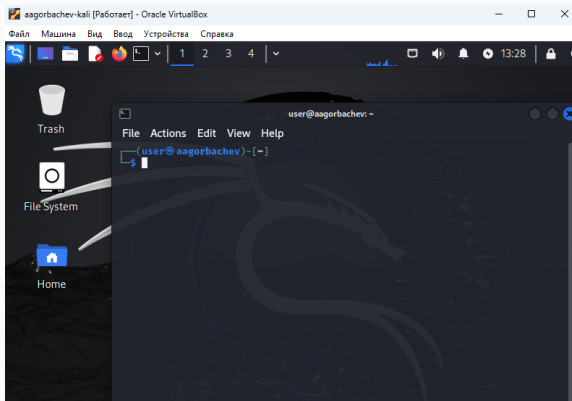 aagorbachev-kali [Работает] - Oracle VirtualBox
Файл Машина Вид Ввод Устройства Справка
1 2 3 4 13:28
user@aagorbachev: ~
File Actions Edit View Help
(user㉿aagorbachev)-[~]
$
Trash
File System
Home